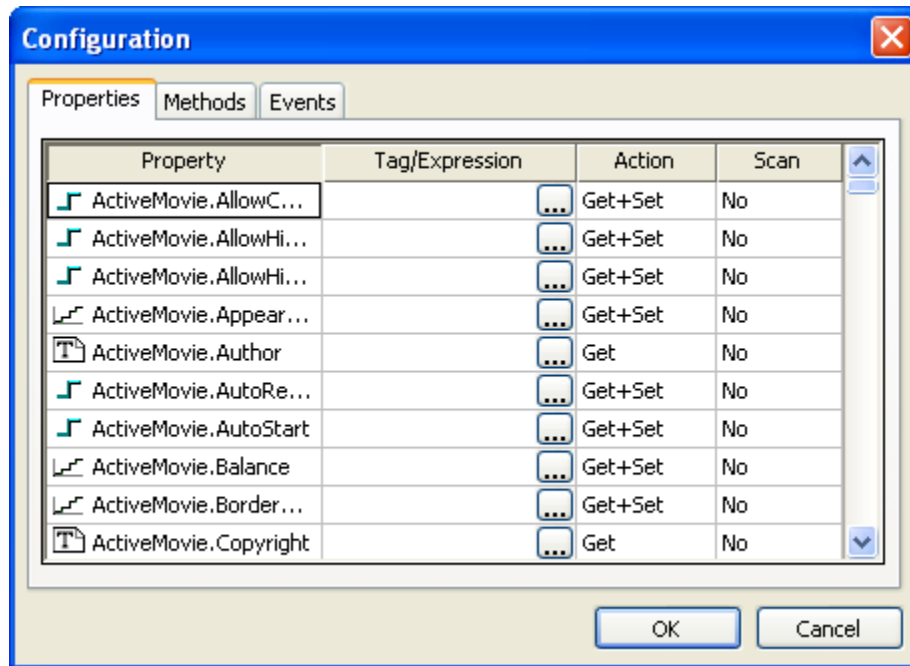 Configuration
Properties Methods Events
Property Tag/Expression Action Scan
ActiveMovie.AllowC... ... Get+Set No
ActiveMovie.AllowHi... ... Get+Set No
ActiveMovie.AllowHi... ... Get+Set No
ActiveMovie.Appear... ... Get+Set No
T ActiveMovie.Author ... Get No
ActiveMovie.AutoRe... ... Get+Set No
ActiveMovie.AutoStart ... Get+Set No
ActiveMovie.Balance ... Get+Set No
ActiveMovie.Border... ... Get+Set No
T ActiveMovie.Copyright ... Get No
OK Cancel